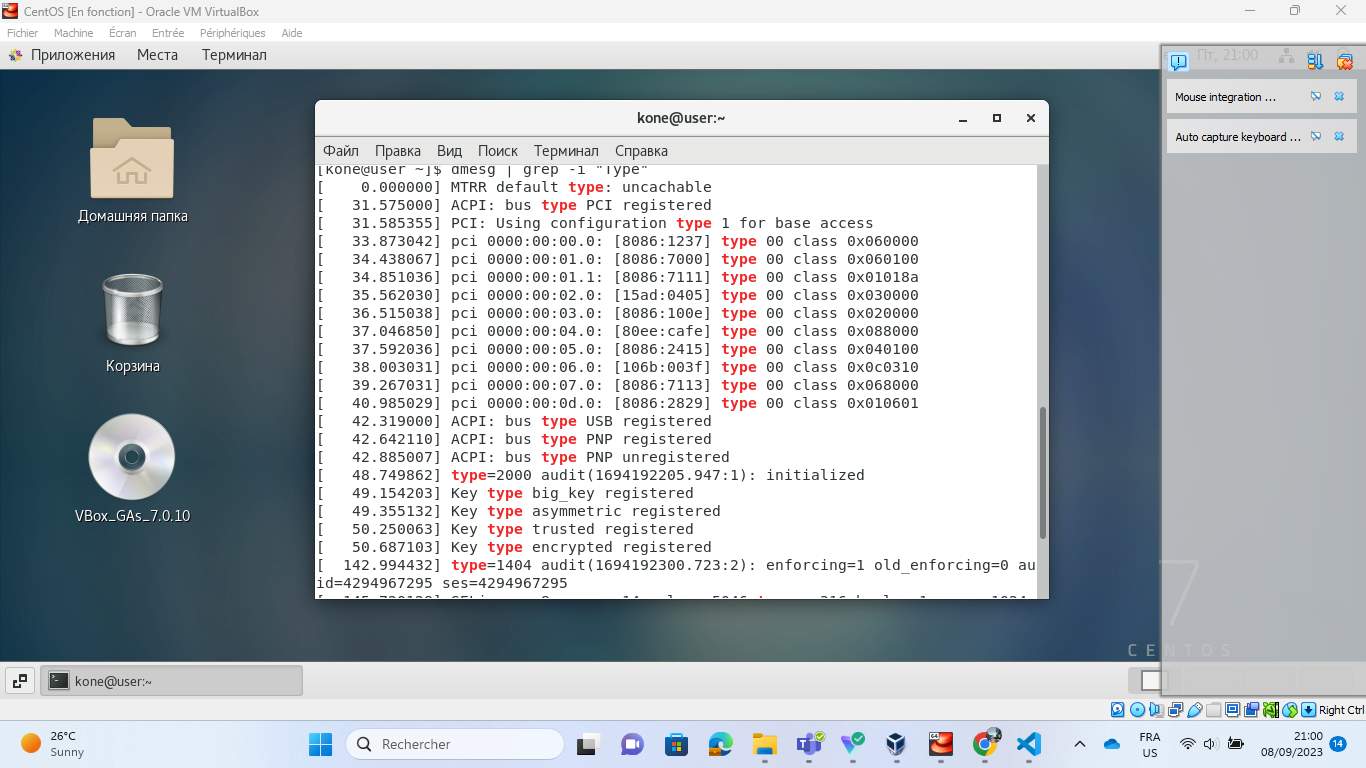 CentOS [En fonction] - Oracle VM VirtualBox
Fichier Machine Écran Entrée Périphériques Aide
Приложения Места Терминал
Пт, 21:00
Mouse integration ...
Auto capture keyboard ...
Домашняя папка
Корзина
VBox_GAs_7.0.10
kone@user:~
Файл Правка Вид Поиск Терминал Справка
[kone@user ~]$ dmesg | grep -i "Type"
[    0.000000] MTRR default type: uncachable
[   31.575000] ACPI: bus type PCI registered
[   31.585355] PCI: Using configuration type 1 for base access
[   33.873042] pci 0000:00:00.0: [8086:1237] type 00 class 0x060000
[   34.438067] pci 0000:00:01.0: [8086:7000] type 00 class 0x060100
[   34.851036] pci 0000:00:01.1: [8086:7111] type 00 class 0x01018a
[   35.562030] pci 0000:00:02.0: [15ad:0405] type 00 class 0x030000
[   36.515038] pci 0000:00:03.0: [8086:100e] type 00 class 0x020000
[   37.046850] pci 0000:00:04.0: [80ee:cafe] type 00 class 0x088000
[   37.592036] pci 0000:00:05.0: [8086:2415] type 00 class 0x040100
[   38.003031] pci 0000:00:06.0: [106b:003f] type 00 class 0x0c0310
[   39.267031] pci 0000:00:07.0: [8086:7113] type 00 class 0x068000
[   40.985029] pci 0000:00:0d.0: [8086:2829] type 00 class 0x010601
[   42.319000] ACPI: bus type USB registered
[   42.642110] ACPI: bus type PNP registered
[   42.885007] ACPI: bus type PNP unregistered
[   48.749862] type=2000 audit(1694192205.947:1): initialized
[   49.154203] Key type big_key registered
[   49.355132] Key type asymmetric registered
[   50.250063] Key type trusted registered
[   50.687103] Key type encrypted registered
[  142.994432] type=1404 audit(1694192300.723:2): enforcing=1 old_enforcing=0 au
id=4294967295 ses=4294967295
7
CENTOS
kone@user:~
Right Ctrl
26°C
Sunny
Rechercher
FRA
US
21:00
08/09/2023
14